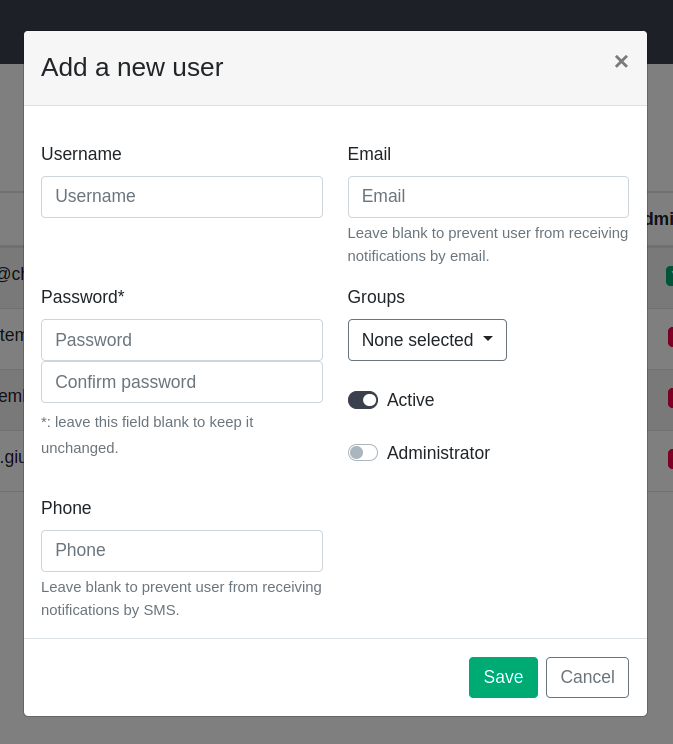 Add a new user
×
Username
Email
Username
Email
Leave blank to prevent user from receiving
notifications by email.
Password*
Groups
Password
None selected
Confirm password
Active
*: leave this field blank to keep it
unchanged.
Administrator
Phone
Phone
Leave blank to prevent user from receiving
notifications by SMS.
Save
Cancel